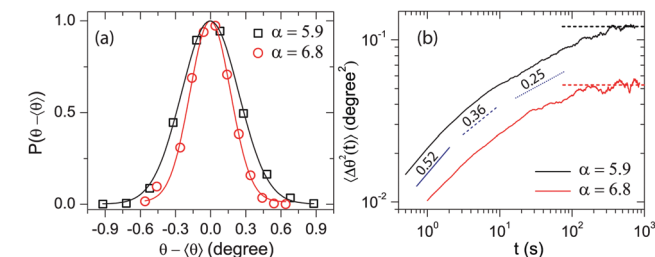 (a)
α = 5.9
α = 6.8
P(θ−⟨θ⟩)
1.0
0.5
0.0
-0.9 -0.6 -0.3 0.0 0.3 0.6 0.9
θ−⟨θ⟩ (degree)
(b)
⟨Δθ²(t)⟩ (degree²)
10⁻¹
10⁻²
0.52
0.36
0.25
α = 5.9
α = 6.8
10⁰ 10¹ 10² 10³
t (s)